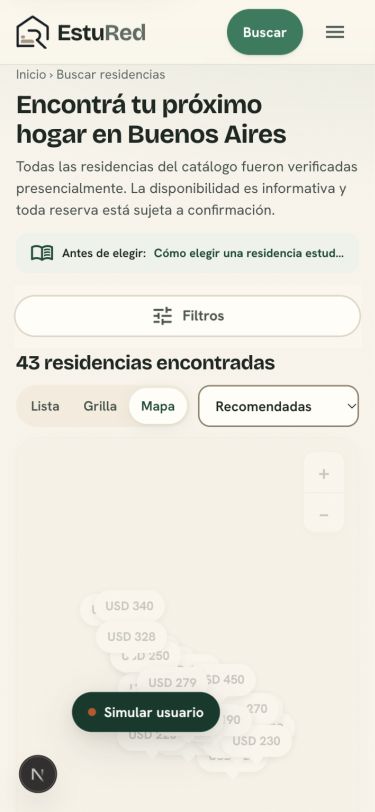 EstuRed
Buscar
Inicio › Buscar residencias
Encontrá tu próximo
hogar en Buenos Aires
Todas las residencias del catálogo fueron verificadas
presencialmente. La disponibilidad es informativa y
toda reserva está sujeta a confirmación.
Antes de elegir: Cómo elegir una residencia estud...
Filtros
43 residencias encontradas
Lista
Grilla
Mapa
Recomendadas
+
−
USD 340
USD 328
USD 250
USD 279
USD 450
270
190
Simular usuario
USD 230
N